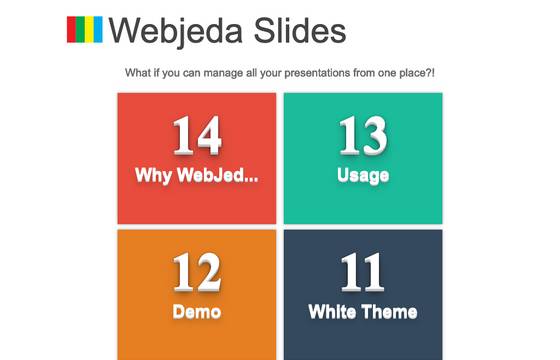 Webjeda Slides
What if you can manage all your presentations from one place?!
14
Why WebJed...
13
Usage
12
Demo
11
White Theme